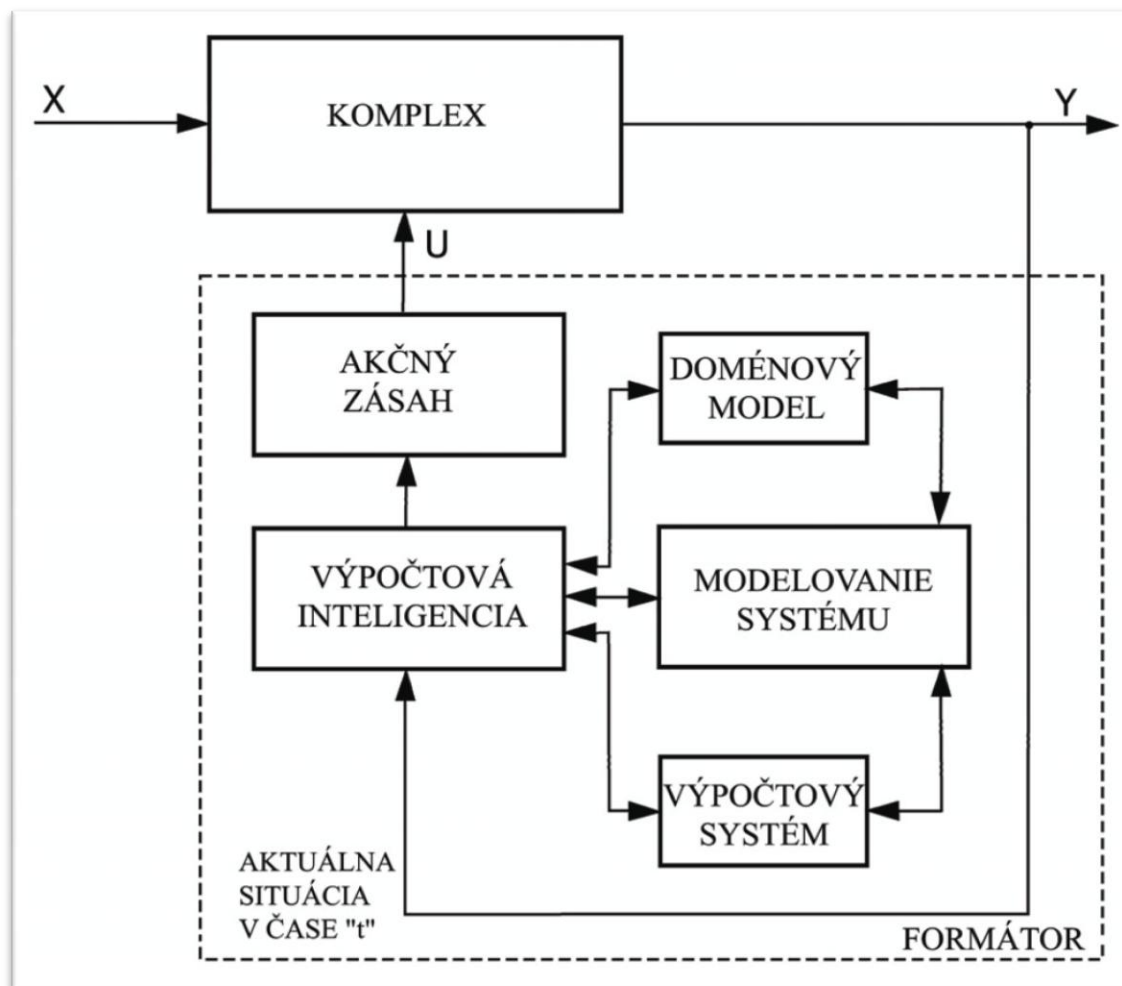 X
KOMPLEX
Y
U
AKČNÝ
ZÁSAH
DOMÉNOVÝ
MODEL
VÝPOČTOVÁ
INTELIGENCIA
MODELOVANIE
SYSTÉMU
VÝPOČTOVÝ
SYSTÉM
AKTUÁLNA
SITUÁCIA
V ČASE "t"
FORMÁTOR